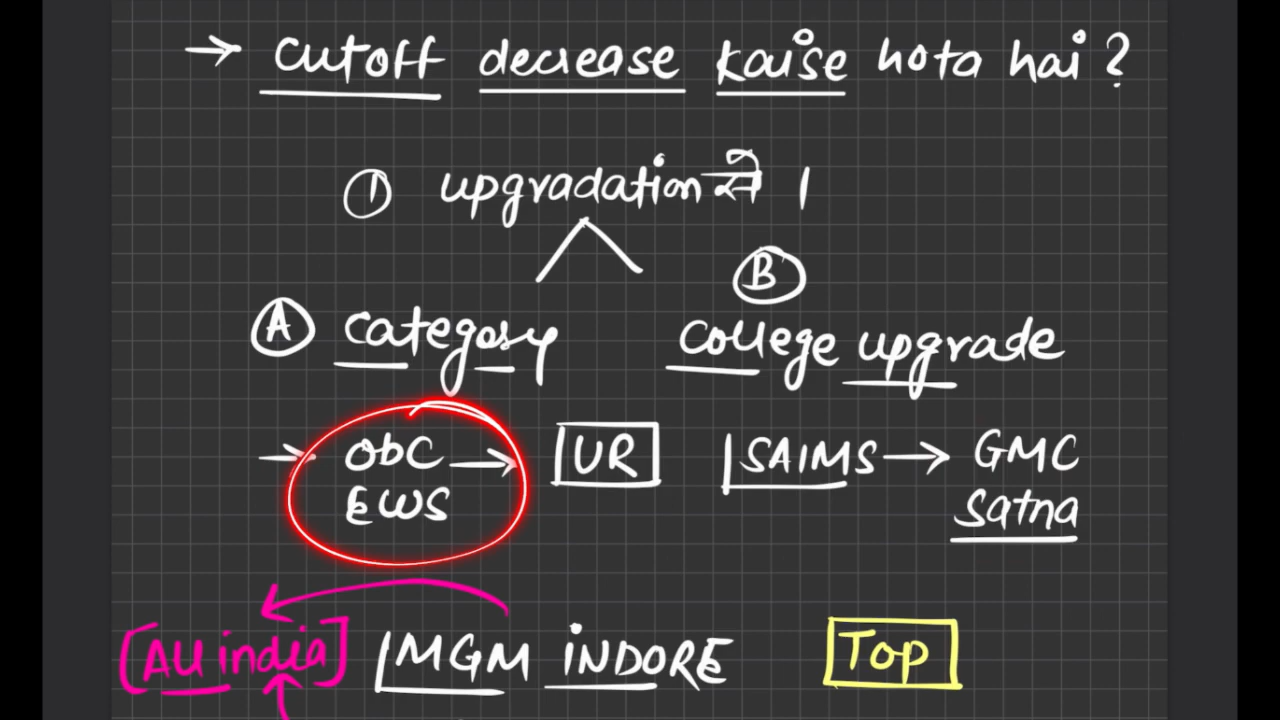 → cutoff decrease kaise hota hai ?
① upgradation से ।
Ⓐ category
Ⓑ
college upgrade
→ ObC → UR
EWS
SAIMS → GMC
Satna
[All india] MGM iNDORE Top